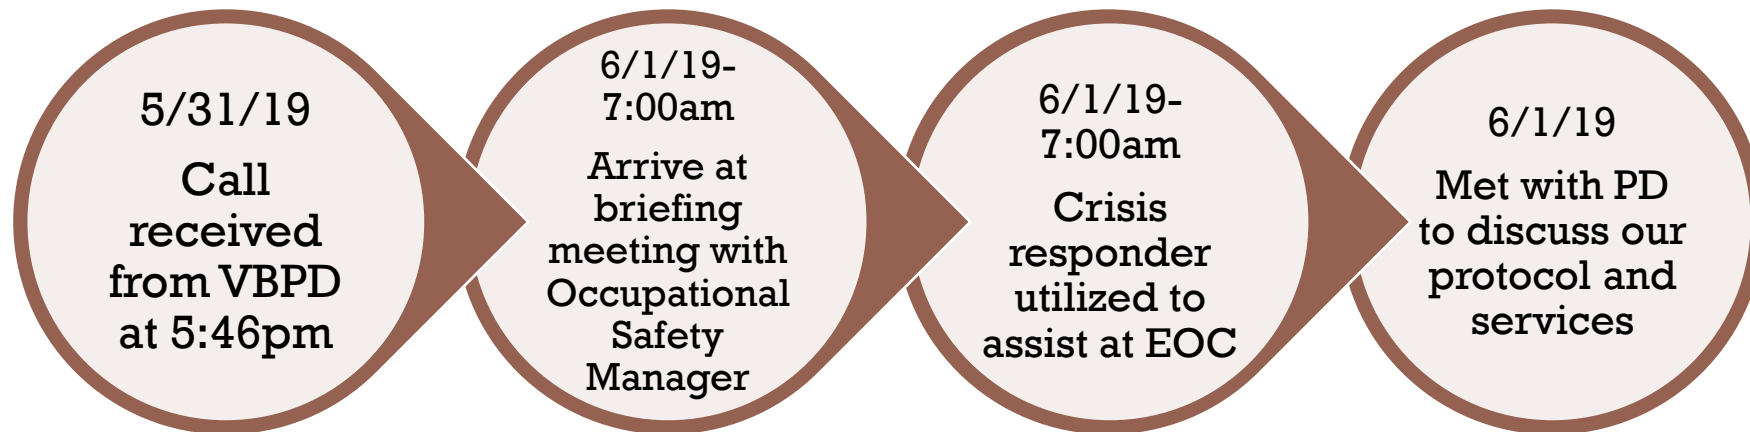 5/31/19
Call
received
from VBPD
at 5:46pm
6/1/19-
7:00am
Arrive at
briefing
meeting with
Occupational
Safety
Manager
6/1/19-
7:00am
Crisis
responder
utilized to
assist at EOC
6/1/19
Met with PD
to discuss our
protocol and
services